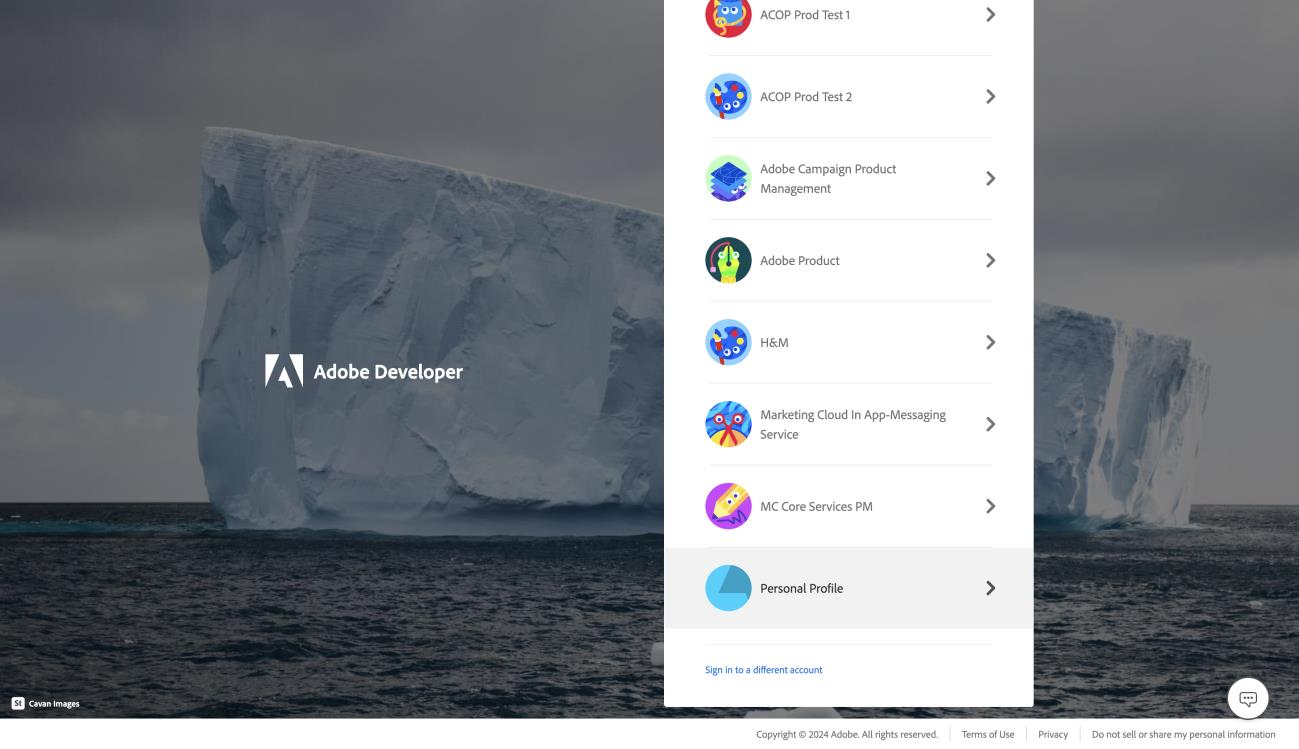 ACOP Prod Test 1
ACOP Prod Test 2
Adobe Campaign Product
Management
Adobe Product
H&M
Adobe Developer
Marketing Cloud In App-Messaging
Service
MC Core Services PM
Personal Profile
Sign in to a different account
St Cavan Images
Copyright © 2024 Adobe. All rights reserved.
Terms of Use
Privacy
Do not sell or share my personal information